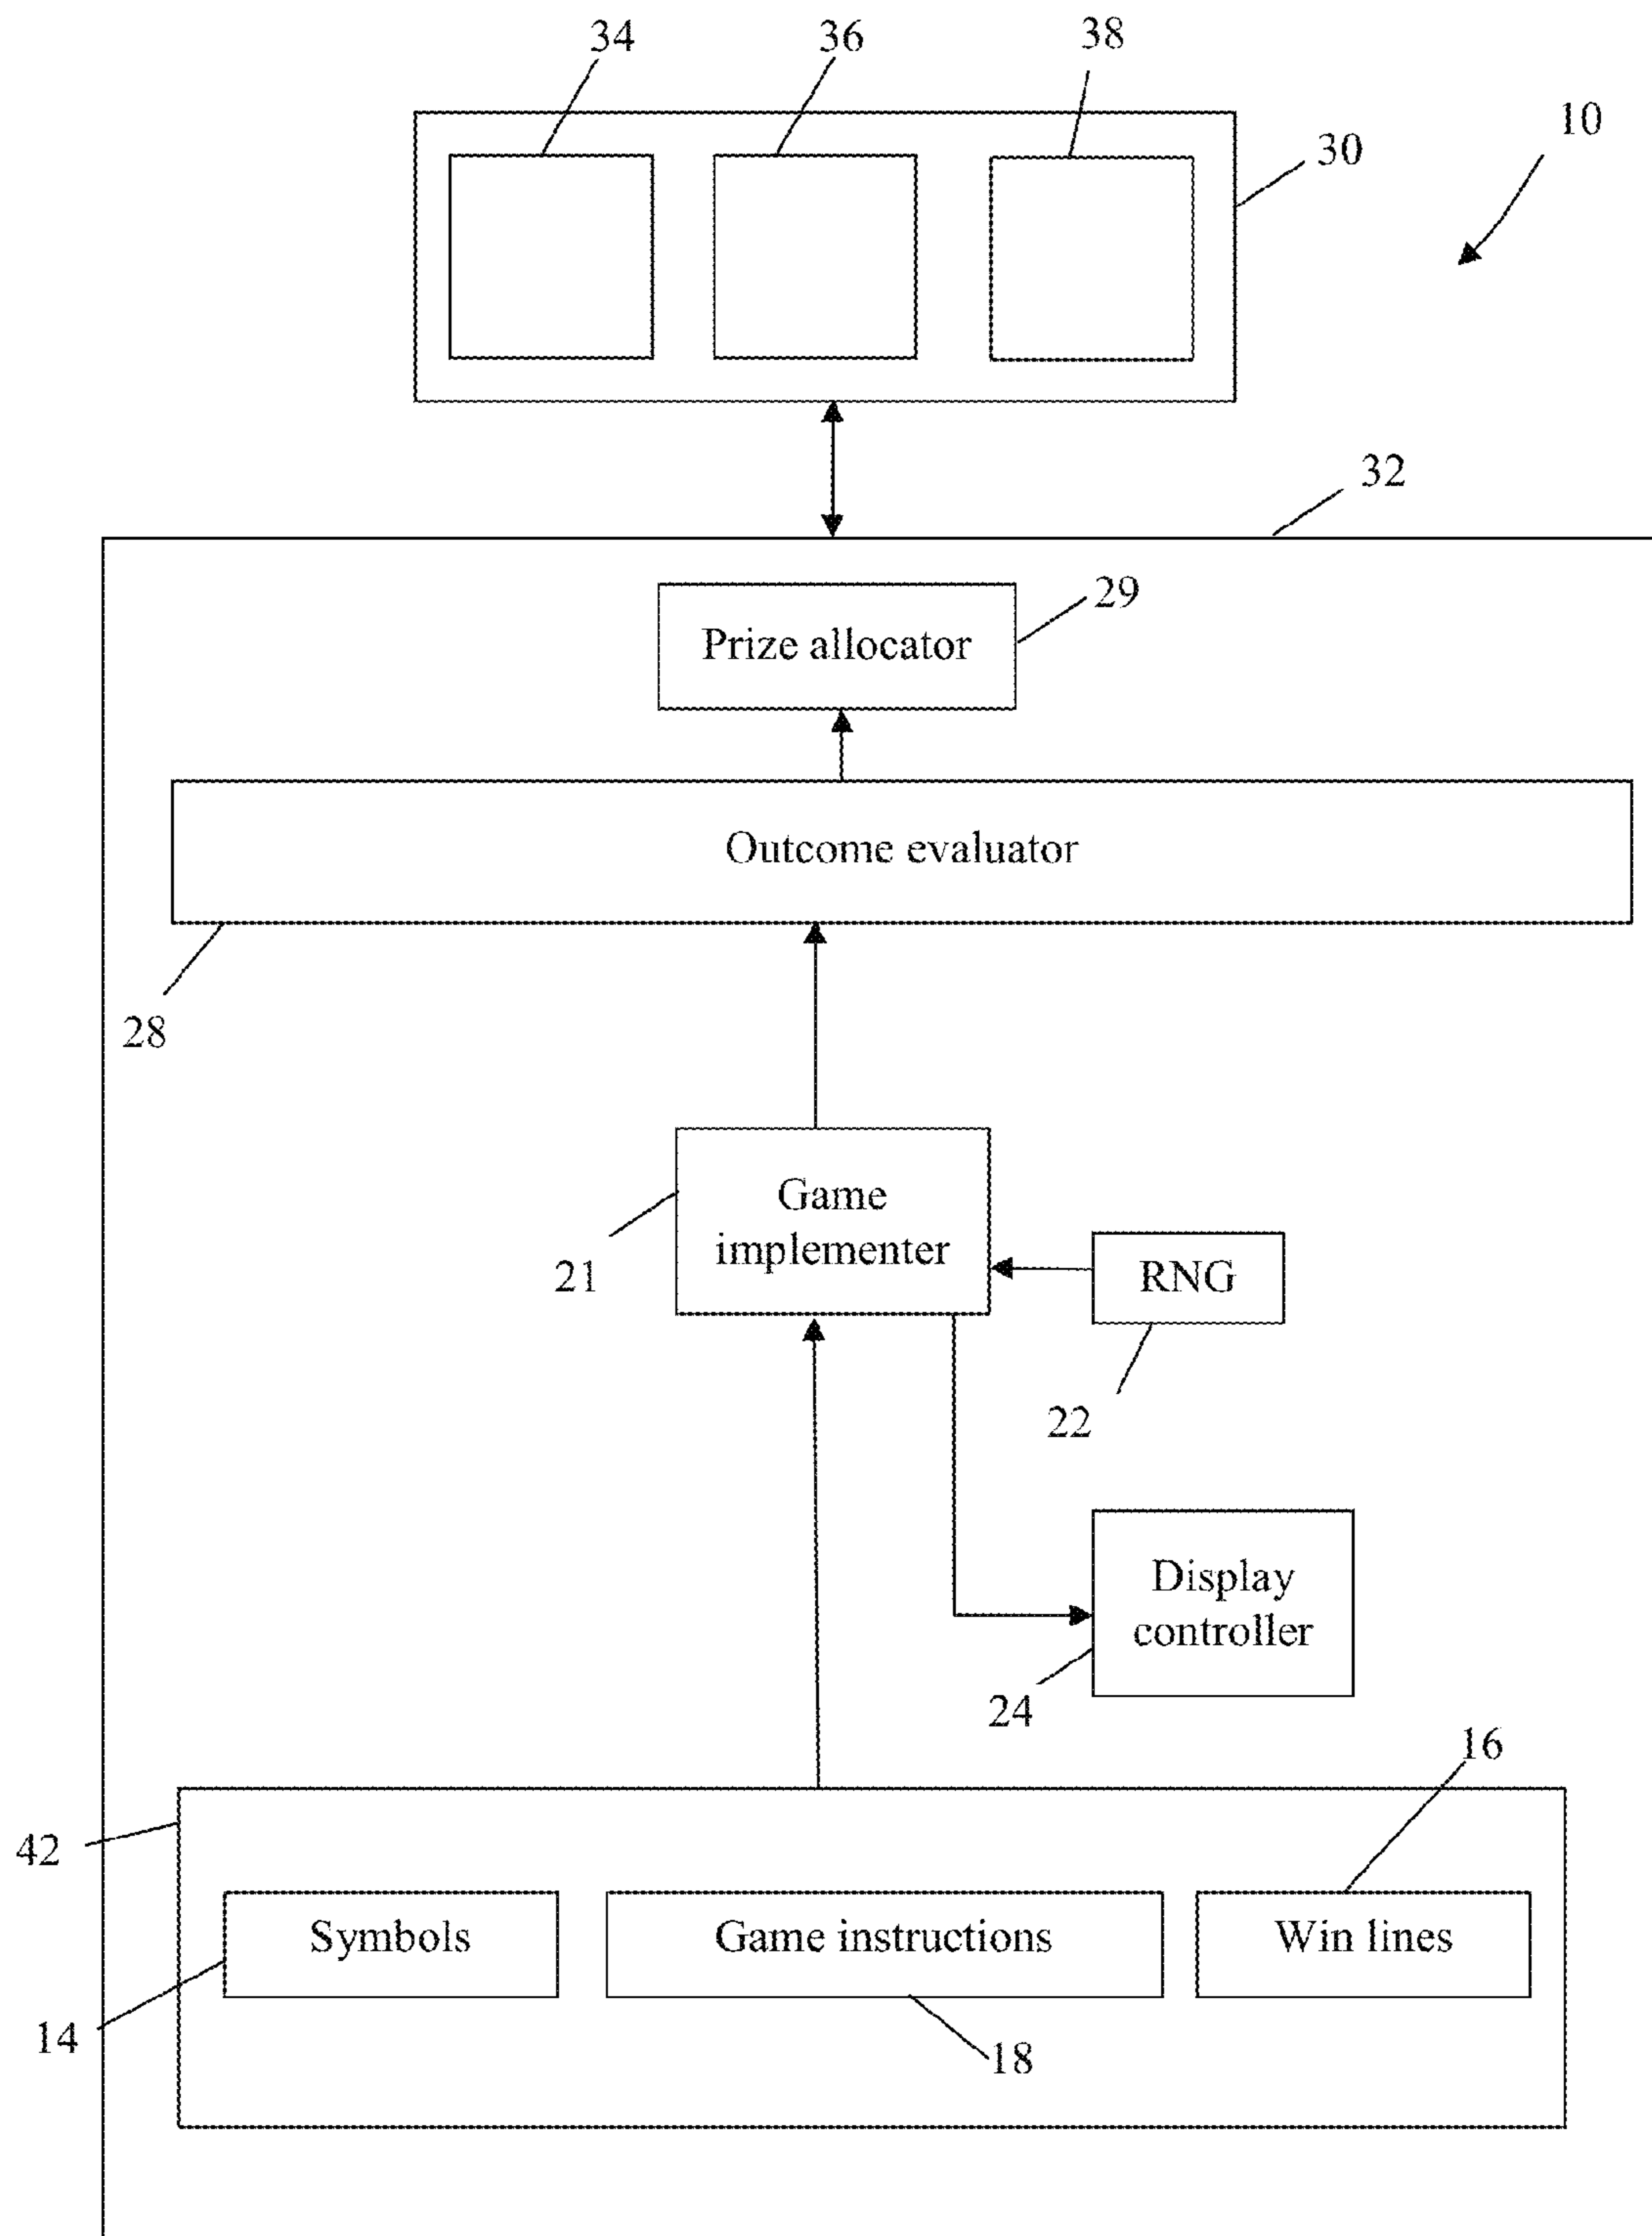 34
36
38
10
30
32
29
Prize allocator
Outcome evaluator
28
Game
implementer
21
RNG
22
Display
controller
24
16
42
Symbols
Game instructions
Win lines
14
18